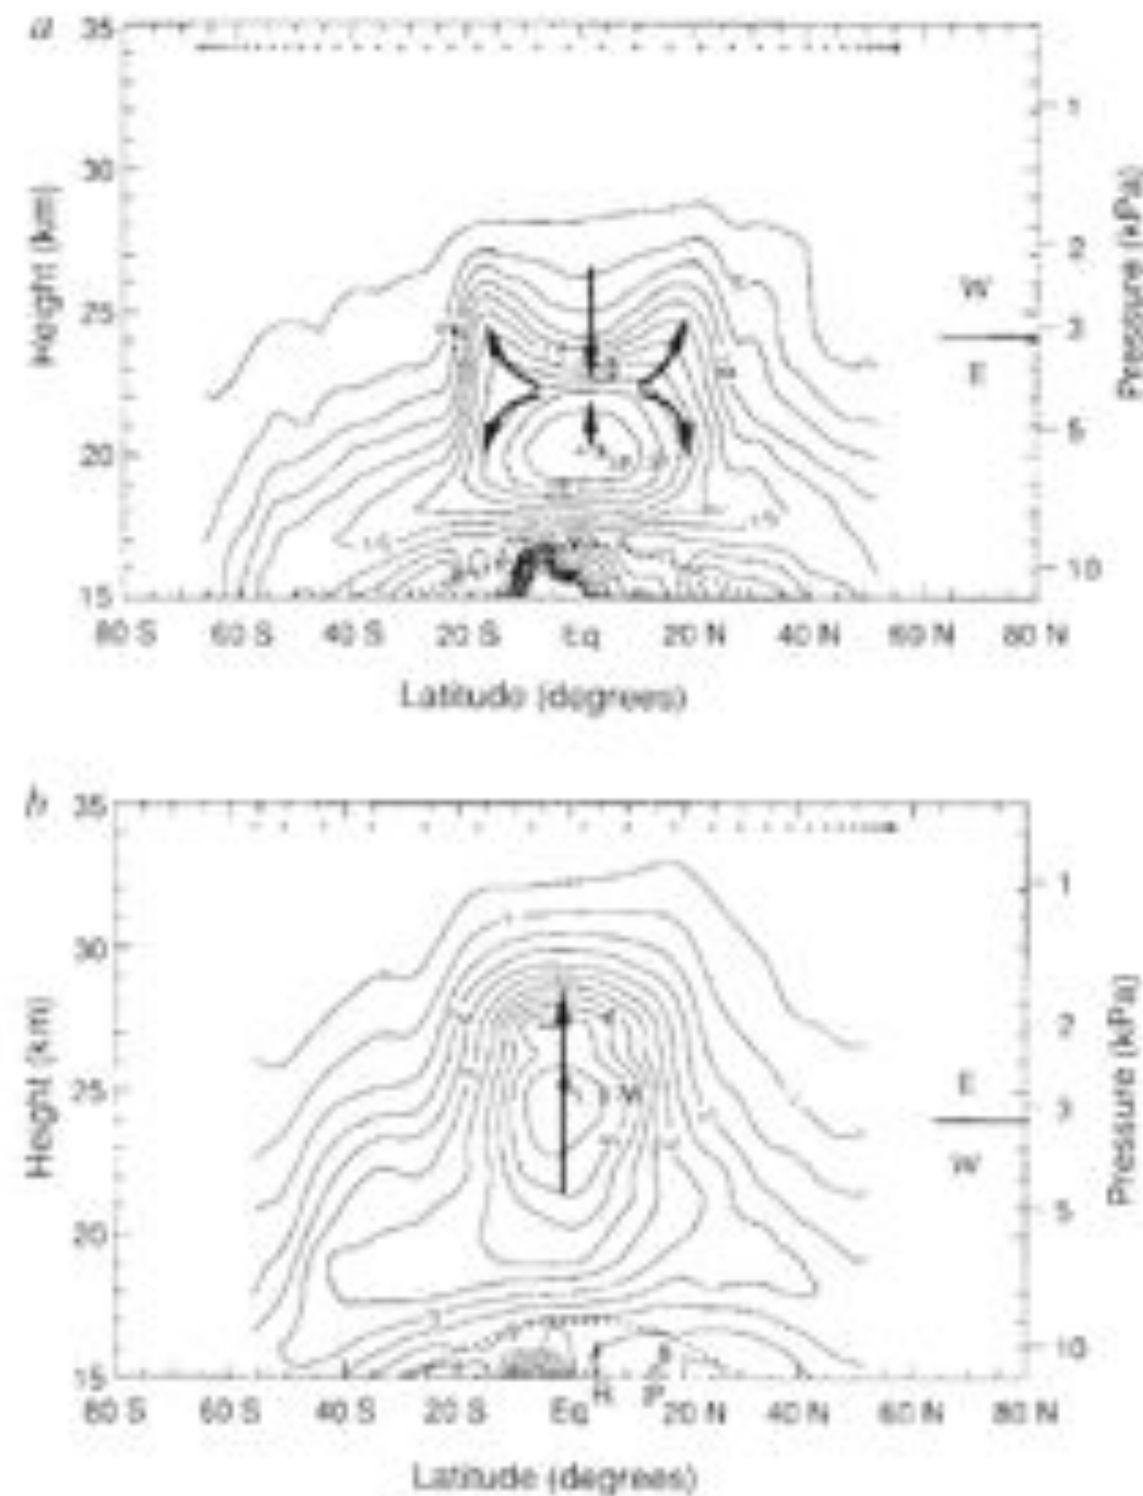 a
35
30
25
20
15
Height (km)
1
2
3
5
10
Pressure (kPa)
W
E
80 S
60 S
40 S
20 S
Eq
20 N
40 N
60 N
80 N
Latitude (degrees)
b
35
30
25
20
15
Height (km)
1
2
3
5
10
Pressure (kPa)
E
W
R
P
80 S
60 S
40 S
20 S
Eq
20 N
40 N
60 N
80 N
Latitude (degrees)